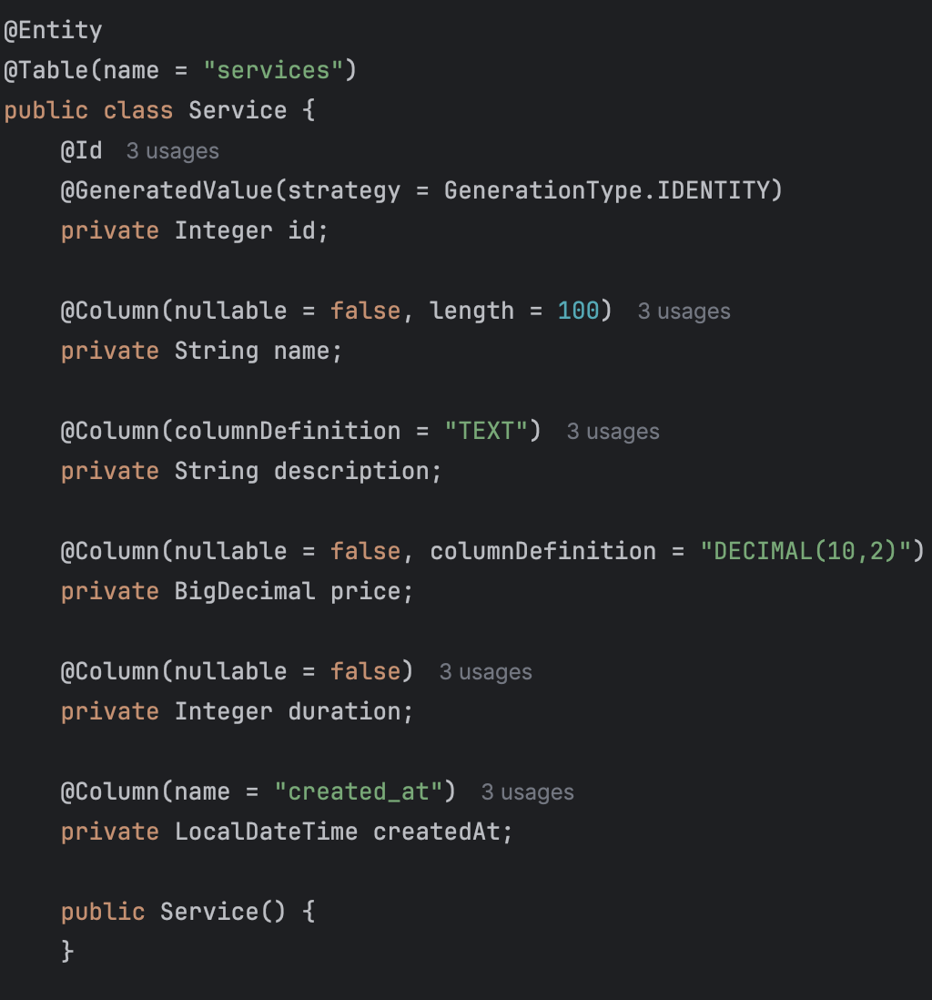 @Entity
@Table(name = "services")
public class Service {
    @Id  3 usages
    @GeneratedValue(strategy = GenerationType.IDENTITY)
    private Integer id;

    @Column(nullable = false, length = 100)  3 usages
    private String name;

    @Column(columnDefinition = "TEXT")  3 usages
    private String description;

    @Column(nullable = false, columnDefinition = "DECIMAL(10,2)")
    private BigDecimal price;

    @Column(nullable = false)  3 usages
    private Integer duration;

    @Column(name = "created_at")  3 usages
    private LocalDateTime createdAt;

    public Service() {
    }